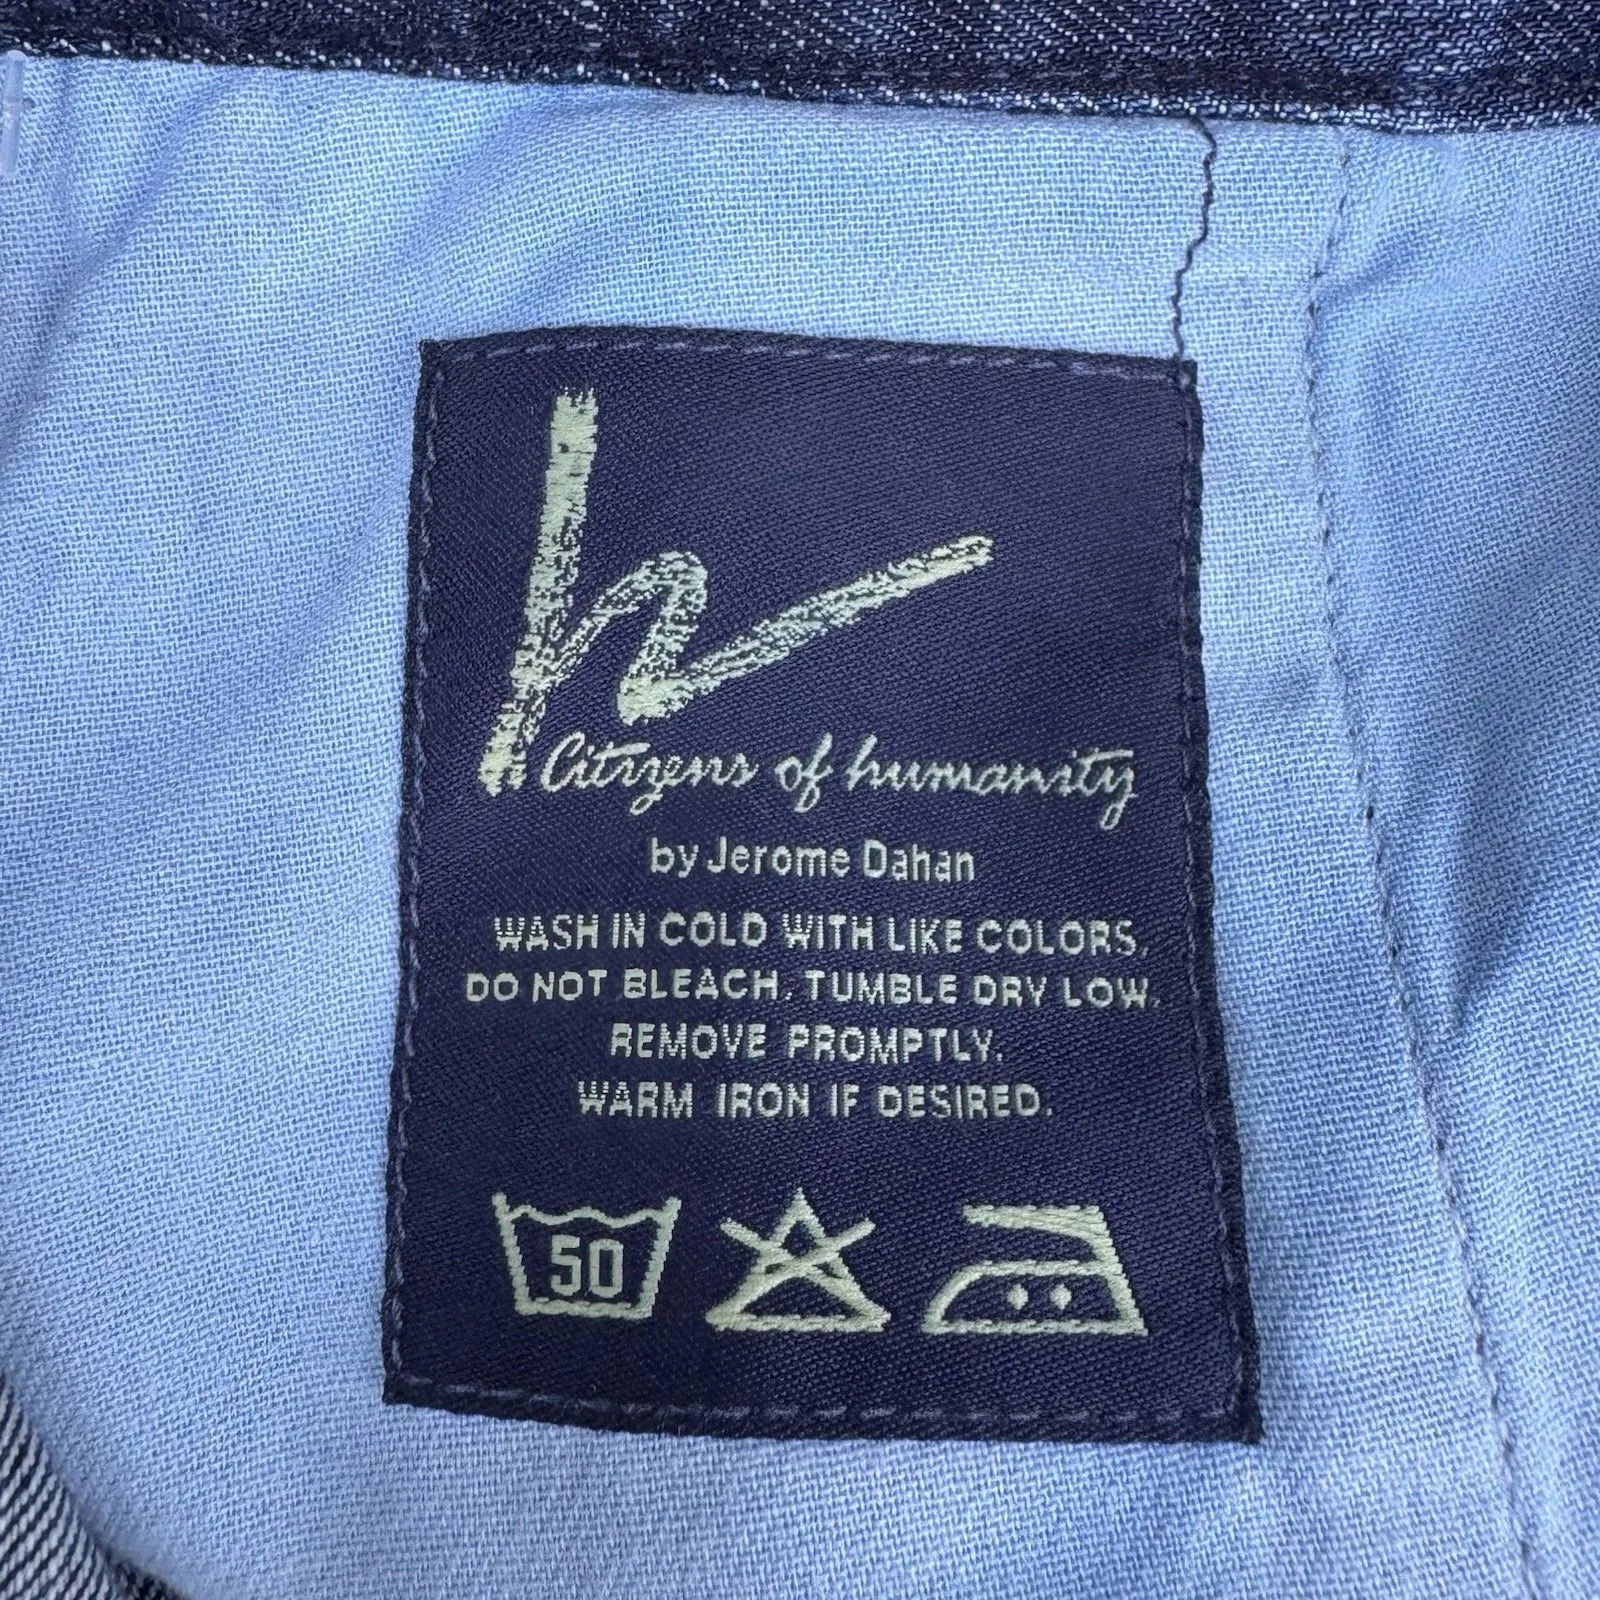 h
Citizens of humanity
by Jerome Dahan
WASH IN COLD WITH LIKE COLORS,
DO NOT BLEACH. TUMBLE DRY LOW.
REMOVE PROMPTLY.
WARM IRON IF DESIRED.
50